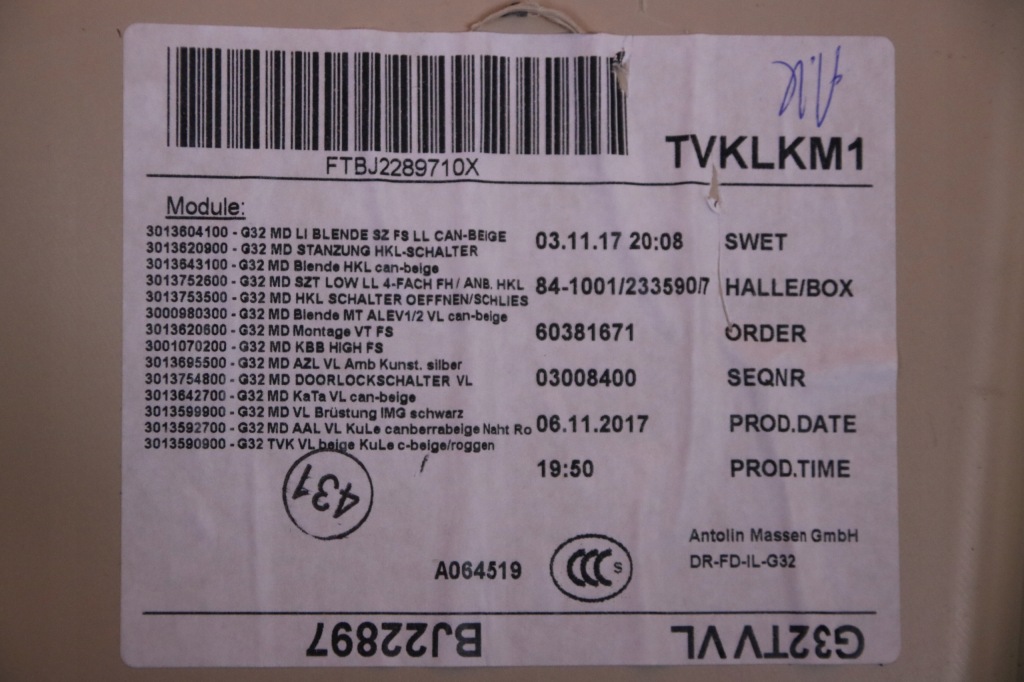 FTBJ2289710X
TVKLKM1
Module:
3013604100 - G32 MD LI BLENDE SZ FS LL CAN-BEIGE
3013620900 - G32 MD STANZUNG HKL-SCHALTER
3013643100 - G32 MD Blende HKL can-beige
3013752600 - G32 MD SZT LOW LL 4-FACH FH / ANB. HKL
3013753500 - G32 MD HKL SCHALTER OEFFNEN/SCHLIES
3000980300 - G32 MD Blende MT ALEV1/2 VL can-beige
3013620600 - G32 MD Montage VT FS
3001070200 - G32 MD KBB HIGH FS
3013695500 - G32 MD AZL VL Amb Kunst. silber
3013754800 - G32 MD DOORLOCKSCHALTER VL
3013642700 - G32 MD KaTa VL can-beige
3013599900 - G32 MD VL Brüstung IMG schwarz
3013592700 - G32 MD AAL VL KuLe canberrabeige Naht Ro
3013590900 - G32 TVK VL beige KuLe c-beige/roggen
03.11.17 20:08 SWET
84-1001/233590/7 HALLE/BOX
60381671 ORDER
03008400 SEQNR
06.11.2017 PROD.DATE
19:50 PROD.TIME
431
A064519
CCC S
Antolin Massen GmbH
DR-FD-IL-G32
G32TVVL
BJ22897